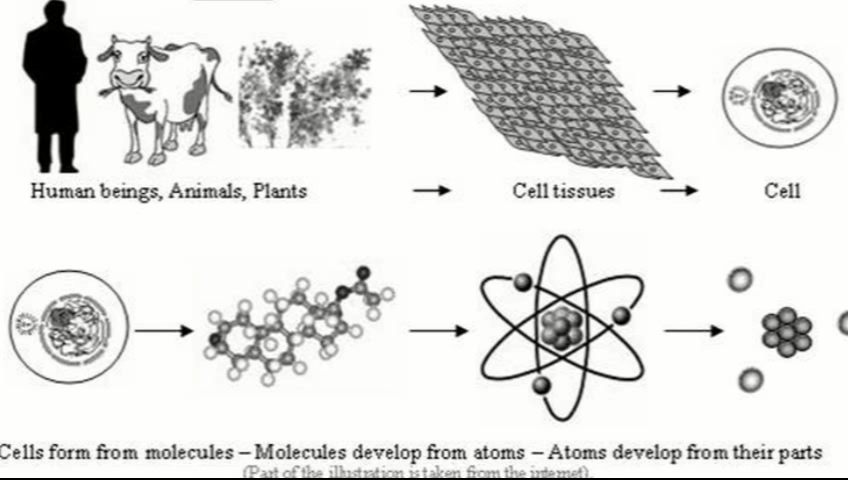 Human beings, Animals, Plants
Cell tissues
Cell
Cells form from molecules – Molecules develop from atoms – Atoms develop from their parts
(Part of the illustration is taken from the internet).